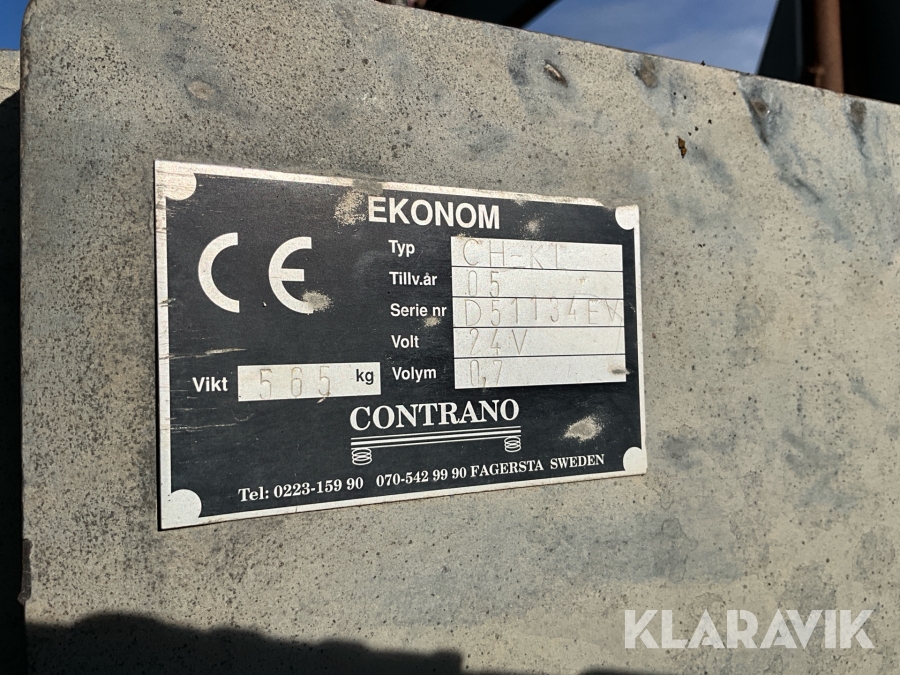 EKONOM
CE
Typ CH-K1
Tillv.år 05
Serie nr D51134EV
Volt 24V
Volym 0,7
Vikt 565 kg
CONTRANO
Tel: 0223-159 90 070-542 99 90 FAGERSTA SWEDEN
KLARAVIK